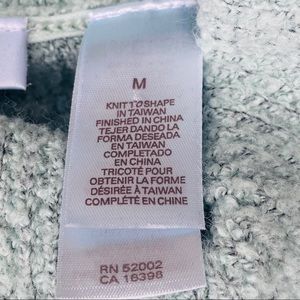 M
KNIT TO SHAPE
IN TAIWAN
FINISHED IN CHINA
TEJER DANDO LA
FORMA DESEADA
EN TAIWAN
COMPLETADO
EN CHINA
TRICOTÉ POUR
OBTENIR LA FORME
DÉSIRÉE À TAIWAN
COMPLÉTÉ EN CHINE
RN 52002
CA 16398